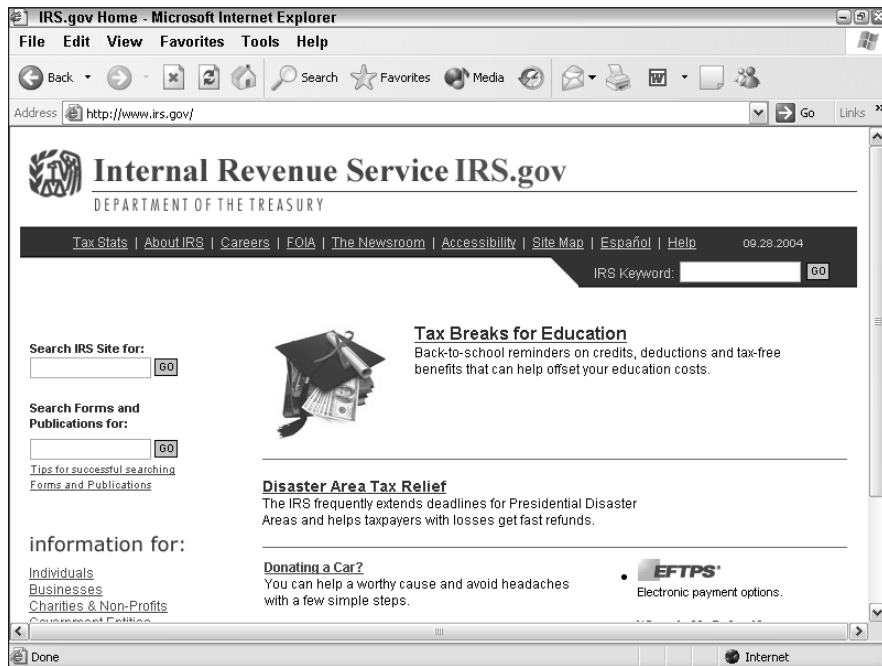 IRS.gov Home - Microsoft Internet Explorer
File Edit View Favorites Tools Help
Back Search Favorites Media
Address http://www.irs.gov/ Go Links »
Internal Revenue Service IRS.gov
DEPARTMENT OF THE TREASURY
Tax Stats | About IRS | Careers | FOIA | The Newsroom | Accessibility | Site Map | Español | Help 09.28.2004
IRS Keyword: GO
Tax Breaks for Education
Back-to-school reminders on credits, deductions and tax-free
benefits that can help offset your education costs.
Search IRS Site for:
GO
Search Forms and
Publications for:
GO
Tips for successful searching
Forms and Publications
Disaster Area Tax Relief
The IRS frequently extends deadlines for Presidential Disaster
Areas and helps taxpayers with losses get fast refunds.
information for:
Individuals
Businesses
Charities & Non-Profits
Government Entities
Donating a Car?
You can help a worthy cause and avoid headaches
with a few simple steps.
• EFTPS
Electronic payment options.
Done Internet